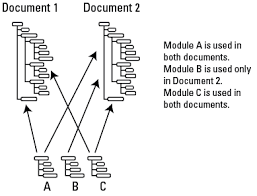 Document 1 Document 2
Module A is used in
both documents.
Module B is used only
in Document 2.
Module C is used in
both documents.
A B C